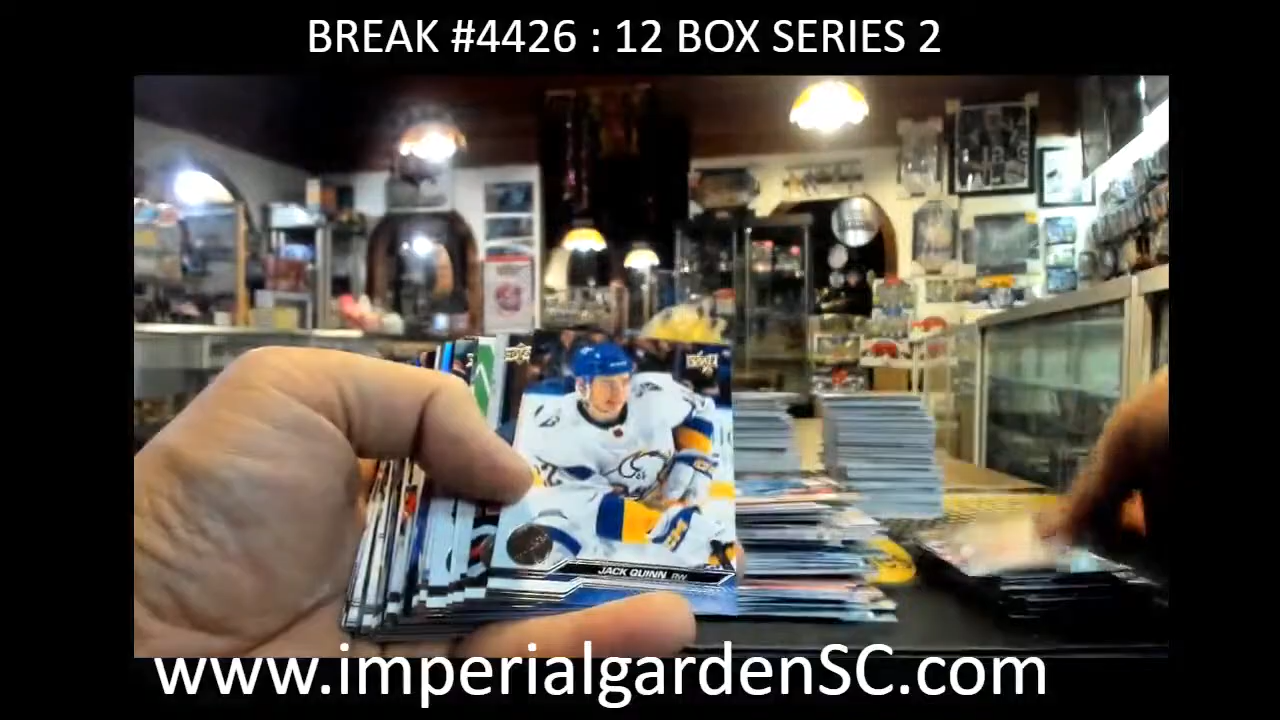 BREAK #4426 : 12 BOX SERIES 2
JACK QUINN RW
www.imperialgardenSC.com